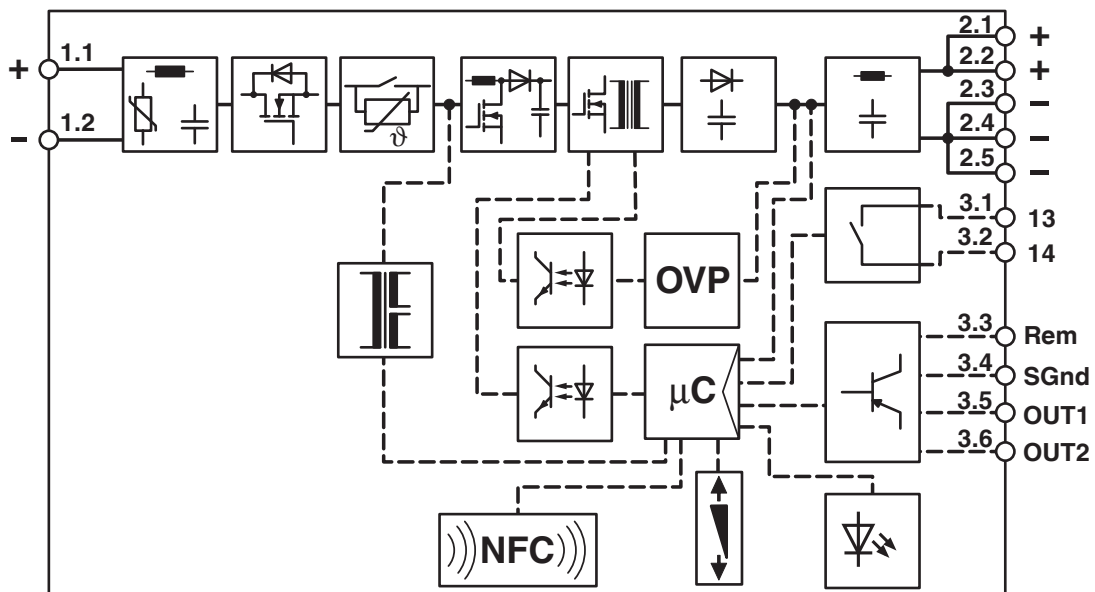 2.1
+
+ 1.1
2.2
+
2.3
−
− 1.2
2.4
−
ϑ
2.5
−
3.1
13
3.2
14
OVP
3.3
Rem
μC
3.4
SGnd
3.5
OUT1
3.6
OUT2
NFC